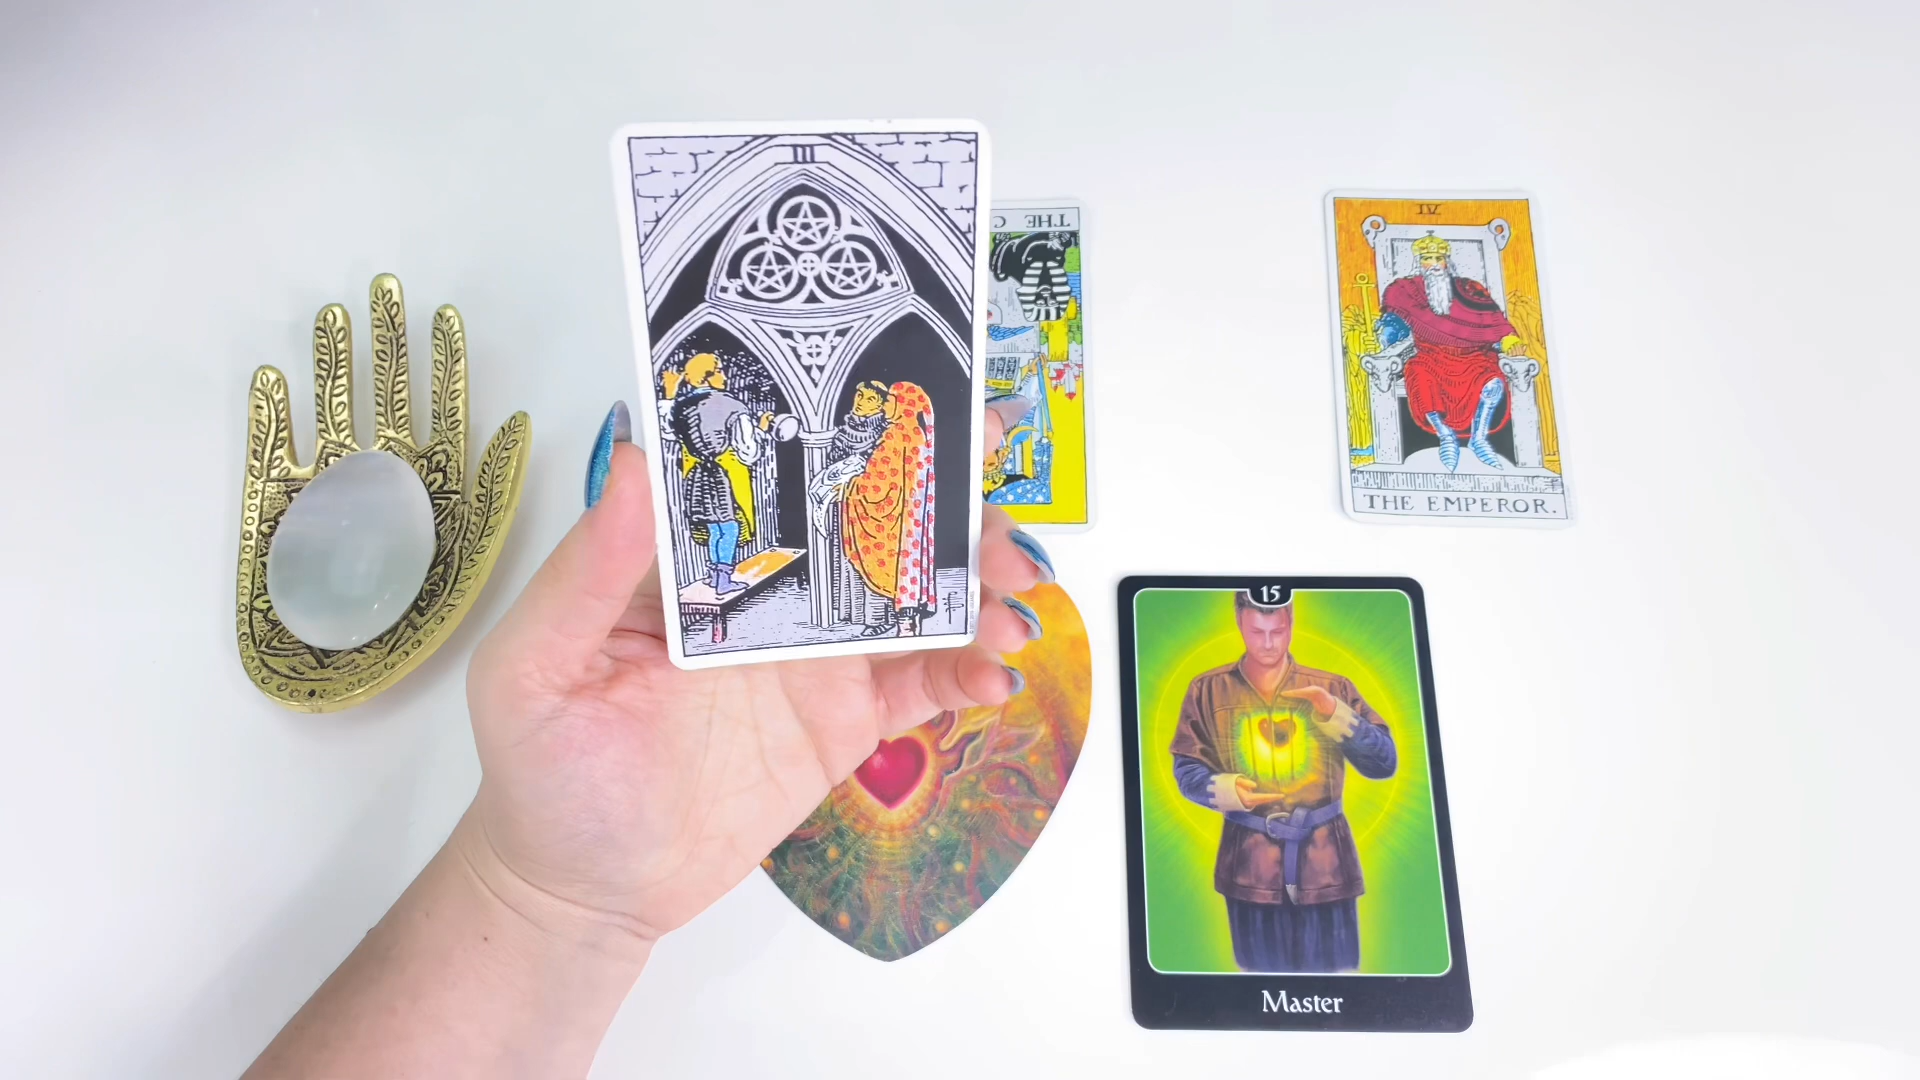 III
THE C
IV
THE EMPEROR.
15
Master